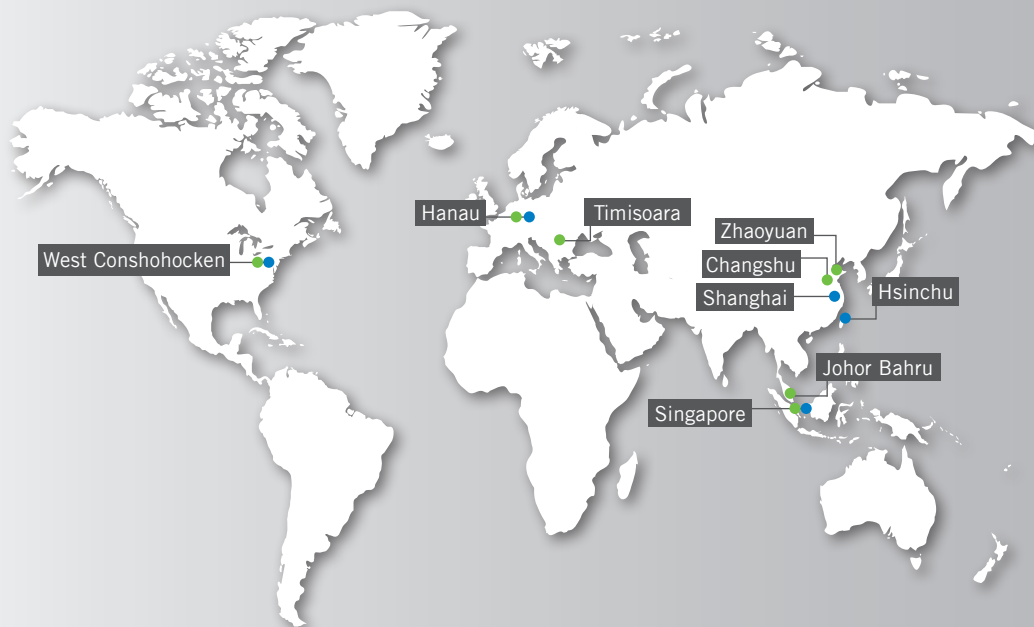 Hanau
Timisoara
Zhaoyuan
West Conshohocken
Changshu
Shanghai
Hsinchu
Johor Bahru
Singapore